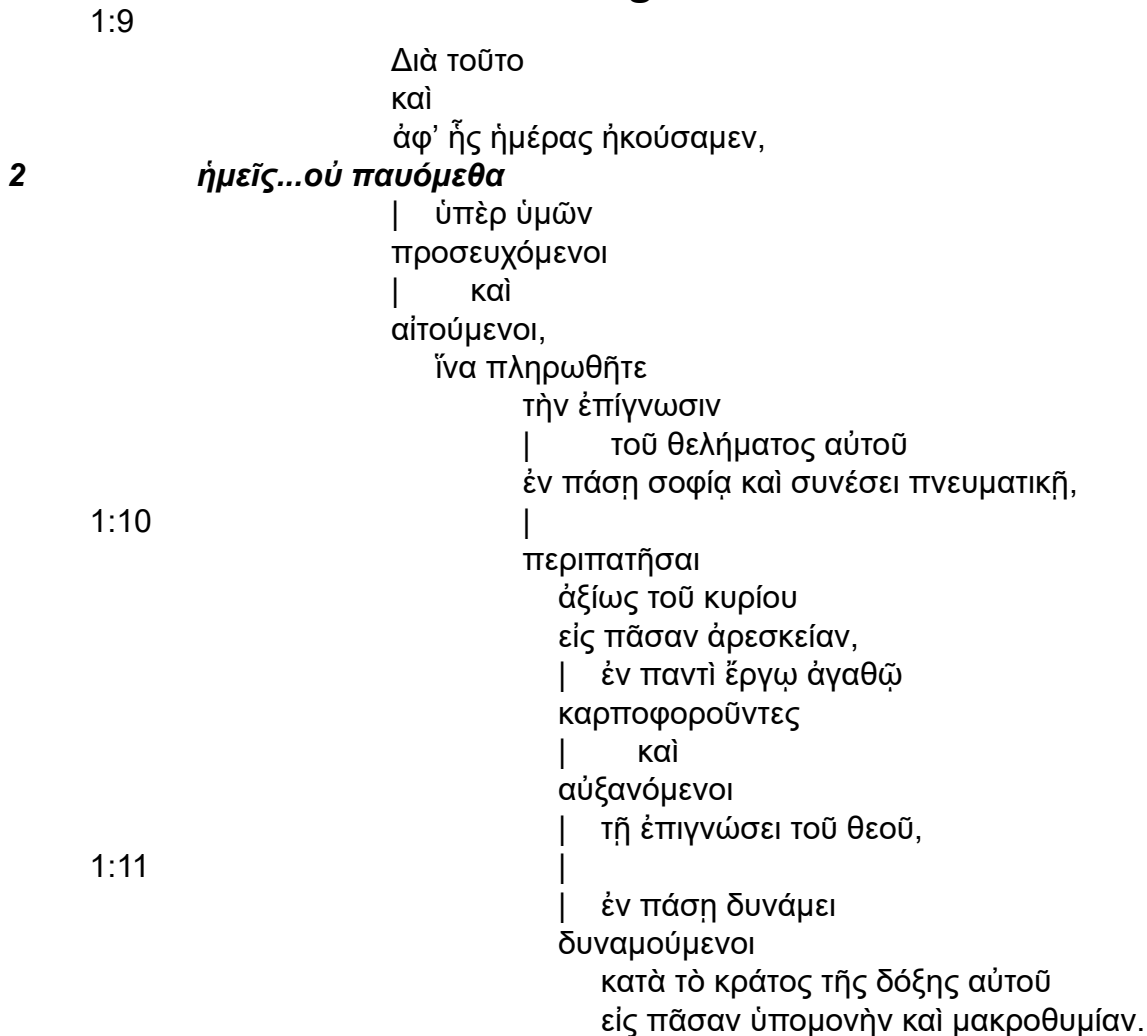 1:9
Διὰ τοῦτο
καὶ
ἀφ’ ἧς ἡμέρας ἠκούσαμεν,
2 ἡμεῖς...οὐ παυόμεθα
| ὑπὲρ ὑμῶν
προσευχόμενοι
| καὶ
αἰτούμενοι,
ἵνα πληρωθῆτε
τὴν ἐπίγνωσιν
| τοῦ θελήματος αὐτοῦ
ἐν πάσῃ σοφίᾳ καὶ συνέσει πνευματικῇ,
1:10 |
περιπατῆσαι
ἀξίως τοῦ κυρίου
εἰς πᾶσαν ἀρεσκείαν,
| ἐν παντὶ ἔργῳ ἀγαθῷ
καρποφοροῦντες
| καὶ
αὐξανόμενοι
| τῇ ἐπιγνώσει τοῦ θεοῦ,
1:11 |
| ἐν πάσῃ δυνάμει
δυναμούμενοι
κατὰ τὸ κράτος τῆς δόξης αὐτοῦ
εἰς πᾶσαν ὑπομονὴν καὶ μακροθυμίαν.